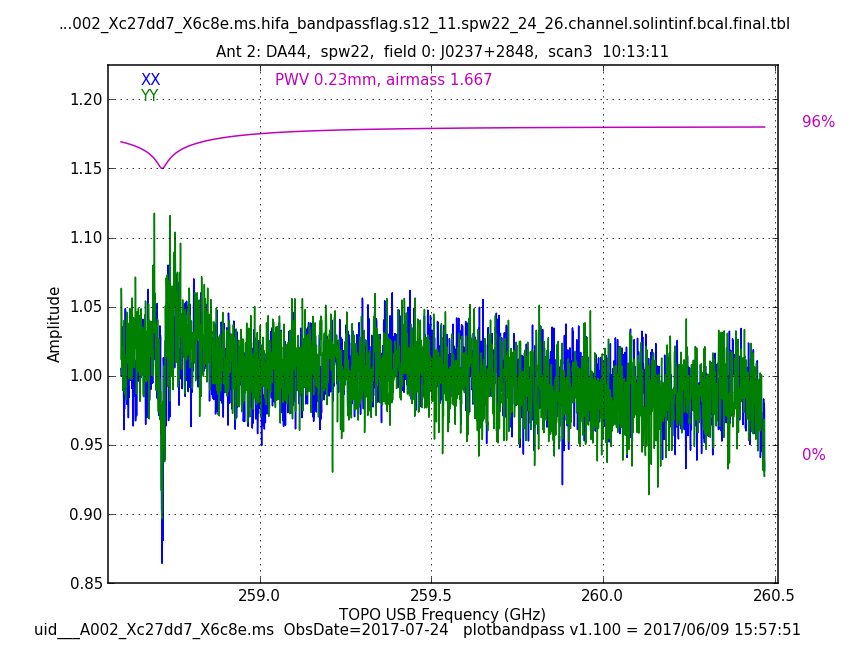 ...002_Xc27dd7_X6c8e.ms.hifa_bandpassflag.s12_11.spw22_24_26.channel.solintinf.bcal.final.tbl
Ant 2: DA44,  spw22,  field 0: J0237+2848,  scan3  10:13:11
XX
YY
PWV 0.23mm, airmass 1.667
96%
0%
1.20
1.15
1.10
1.05
1.00
0.95
0.90
0.85
Amplitude
259.0
259.5
260.0
260.5
TOPO USB Frequency (GHz)
uid___A002_Xc27dd7_X6c8e.ms  ObsDate=2017-07-24   plotbandpass v1.100 = 2017/06/09 15:57:51